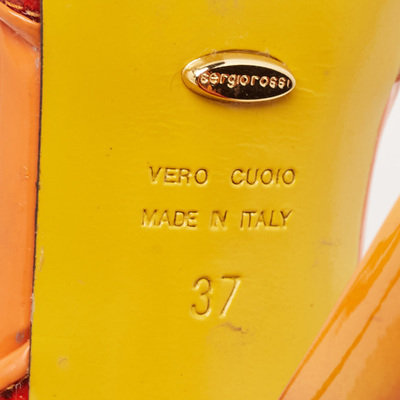 sergiorossi
VERO CUOIO
MADE IN ITALY
37